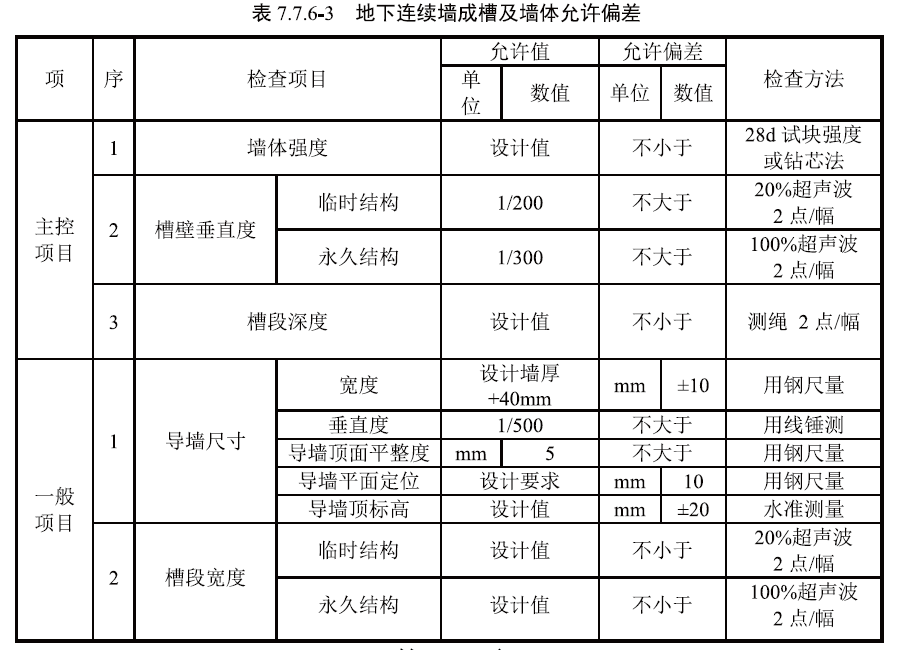 表 7.7.6-3 地下连续墙成槽及墙体允许偏差
项 序 检查项目 允许值 允许偏差 检查方法
单位 数值 单位 数值
主控项目 1 墙体强度 设计值 不小于 28d 试块强度或钻芯法
2 槽壁垂直度 临时结构 1/200 不大于 20%超声波 2 点/幅
永久结构 1/300 不大于 100%超声波 2 点/幅
3 槽段深度 设计值 不小于 测绳 2 点/幅
一般项目 1 导墙尺寸 宽度 设计墙厚+40mm mm ±10 用钢尺量
垂直度 1/500 不大于 用线锤测
导墙顶面平整度 mm 5 不大于 用钢尺量
导墙平面定位 设计要求 mm 10 用钢尺量
导墙顶标高 设计值 mm ±20 水准测量
2 槽段宽度 临时结构 设计值 不小于 20%超声波 2 点/幅
永久结构 设计值 不小于 100%超声波 2 点/幅